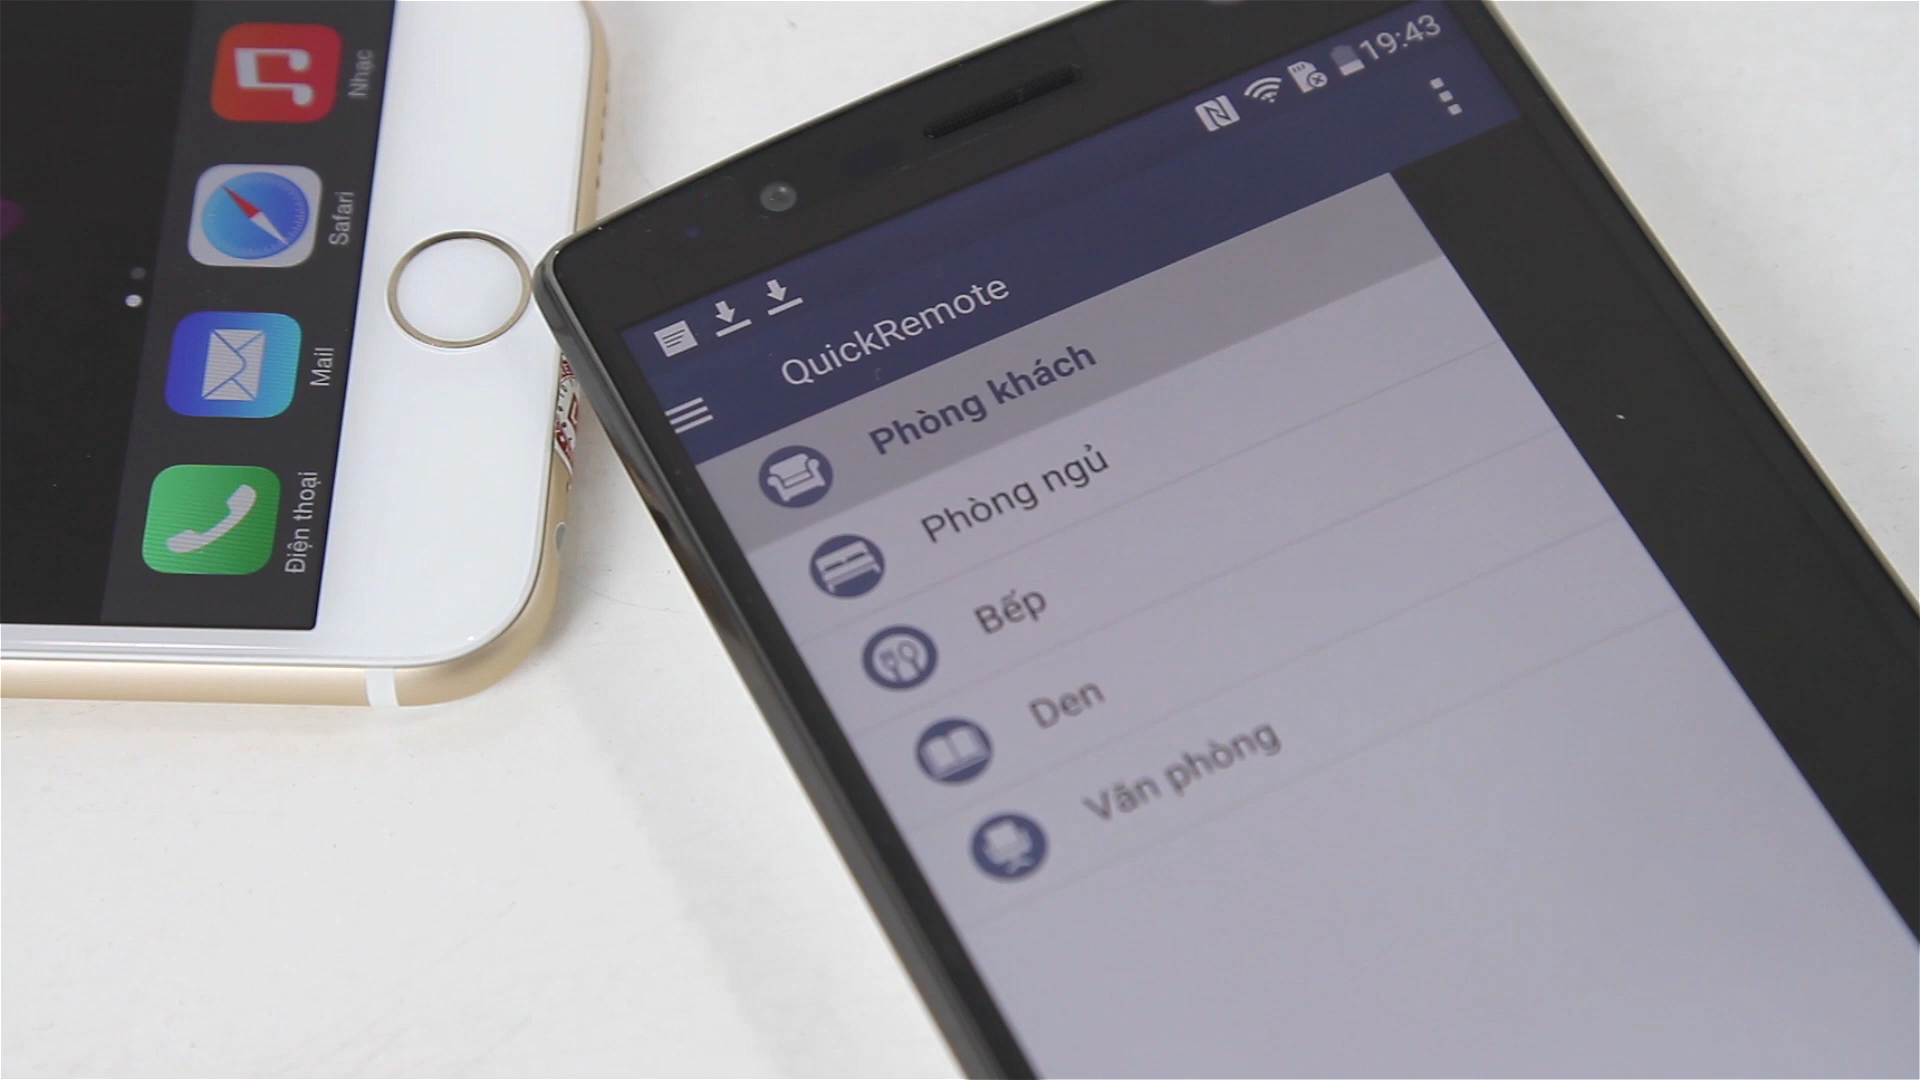 Nhạc
Safari
Mail
Điện thoại
19:43
QuickRemote
Phòng khách
Phòng ngủ
Bếp
Den
Văn phòng